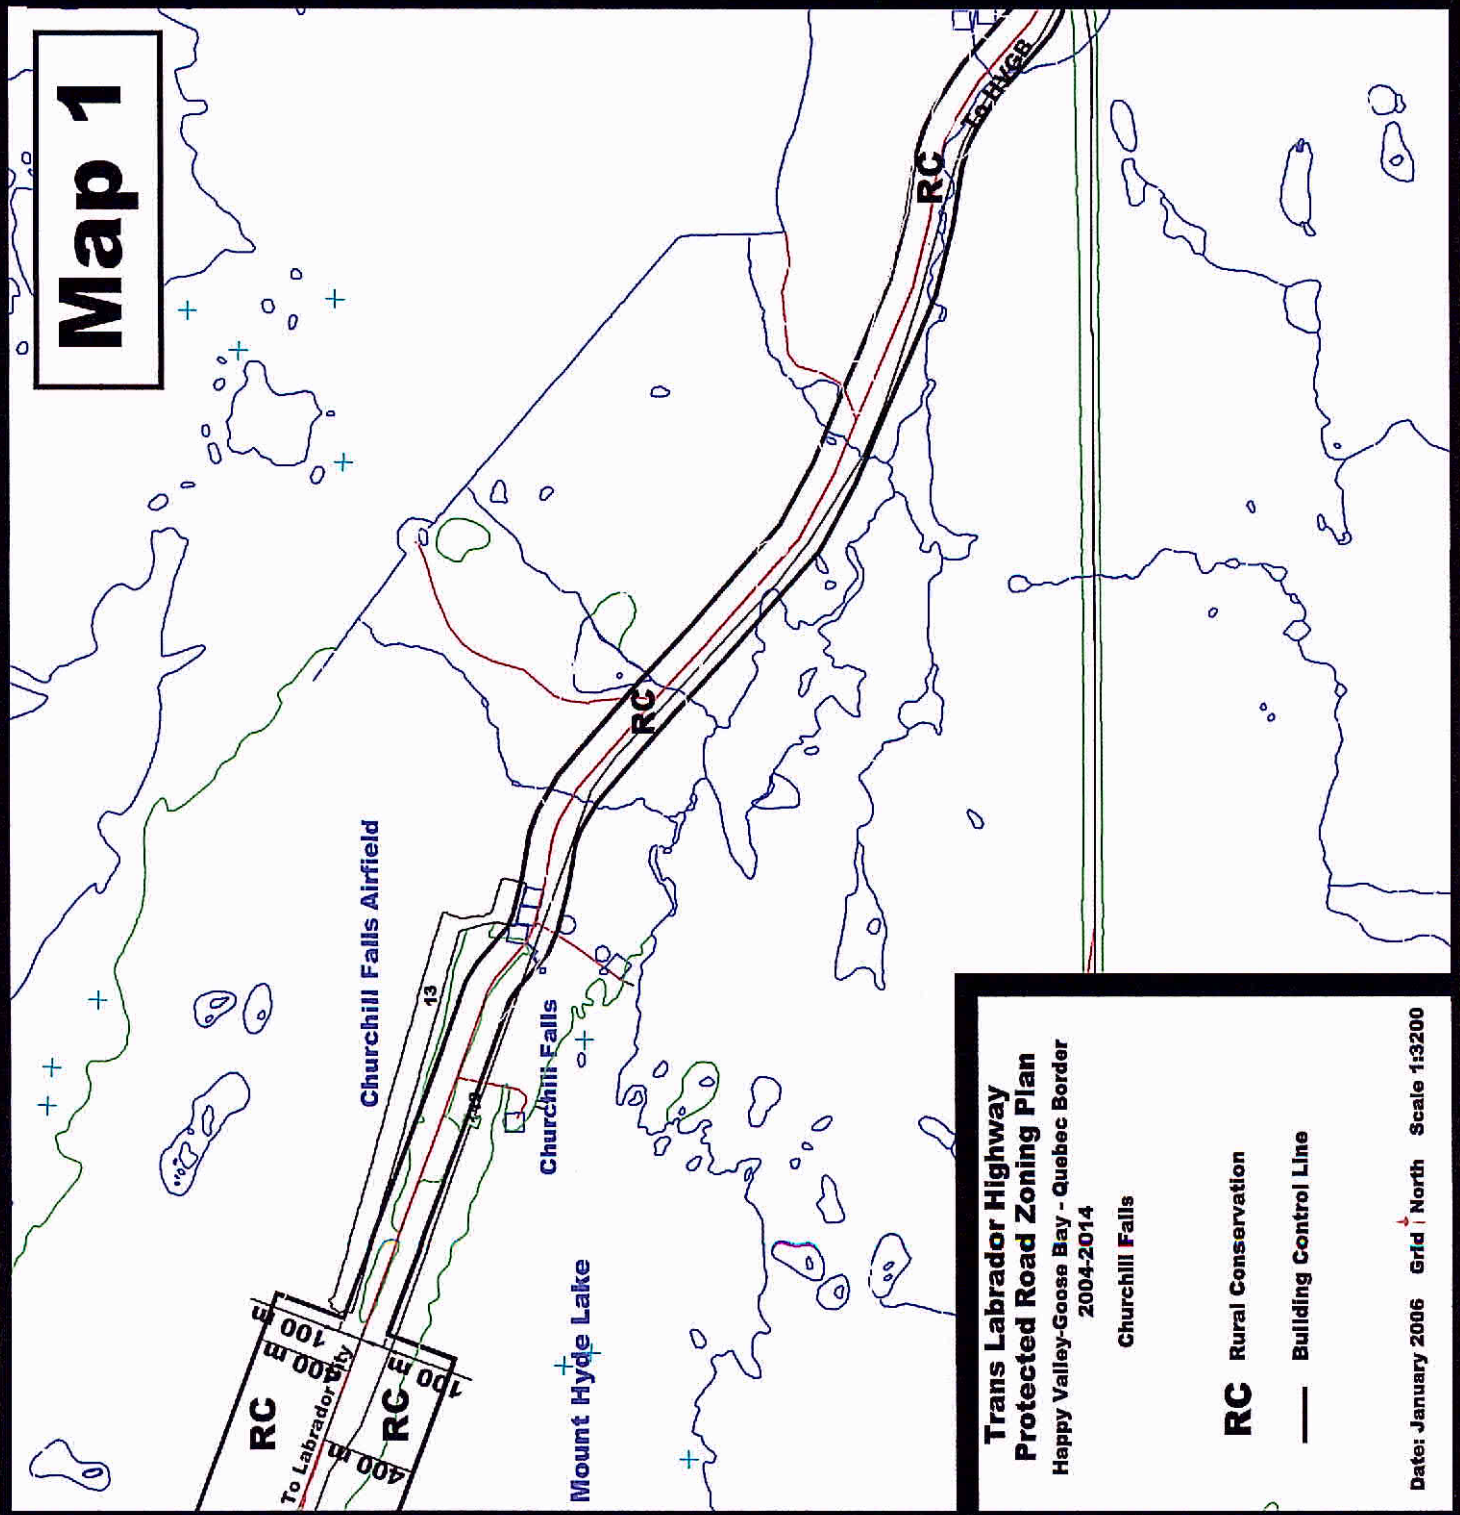 Map 1
To HVGB
RC
RC
Churchill Falls Airfield
13
Churchill Falls
Mount Hyde Lake
100 m
400 m
RC
To Labrador City
RC
100 m
400 m
Trans Labrador Highway
Protected Road Zoning Plan
Happy Valley-Goose Bay - Quebec Border
2004-2014
Churchill Falls
RC Rural Conservation
Building Control Line
Date: January 2006 Grid North Scale 1:3200